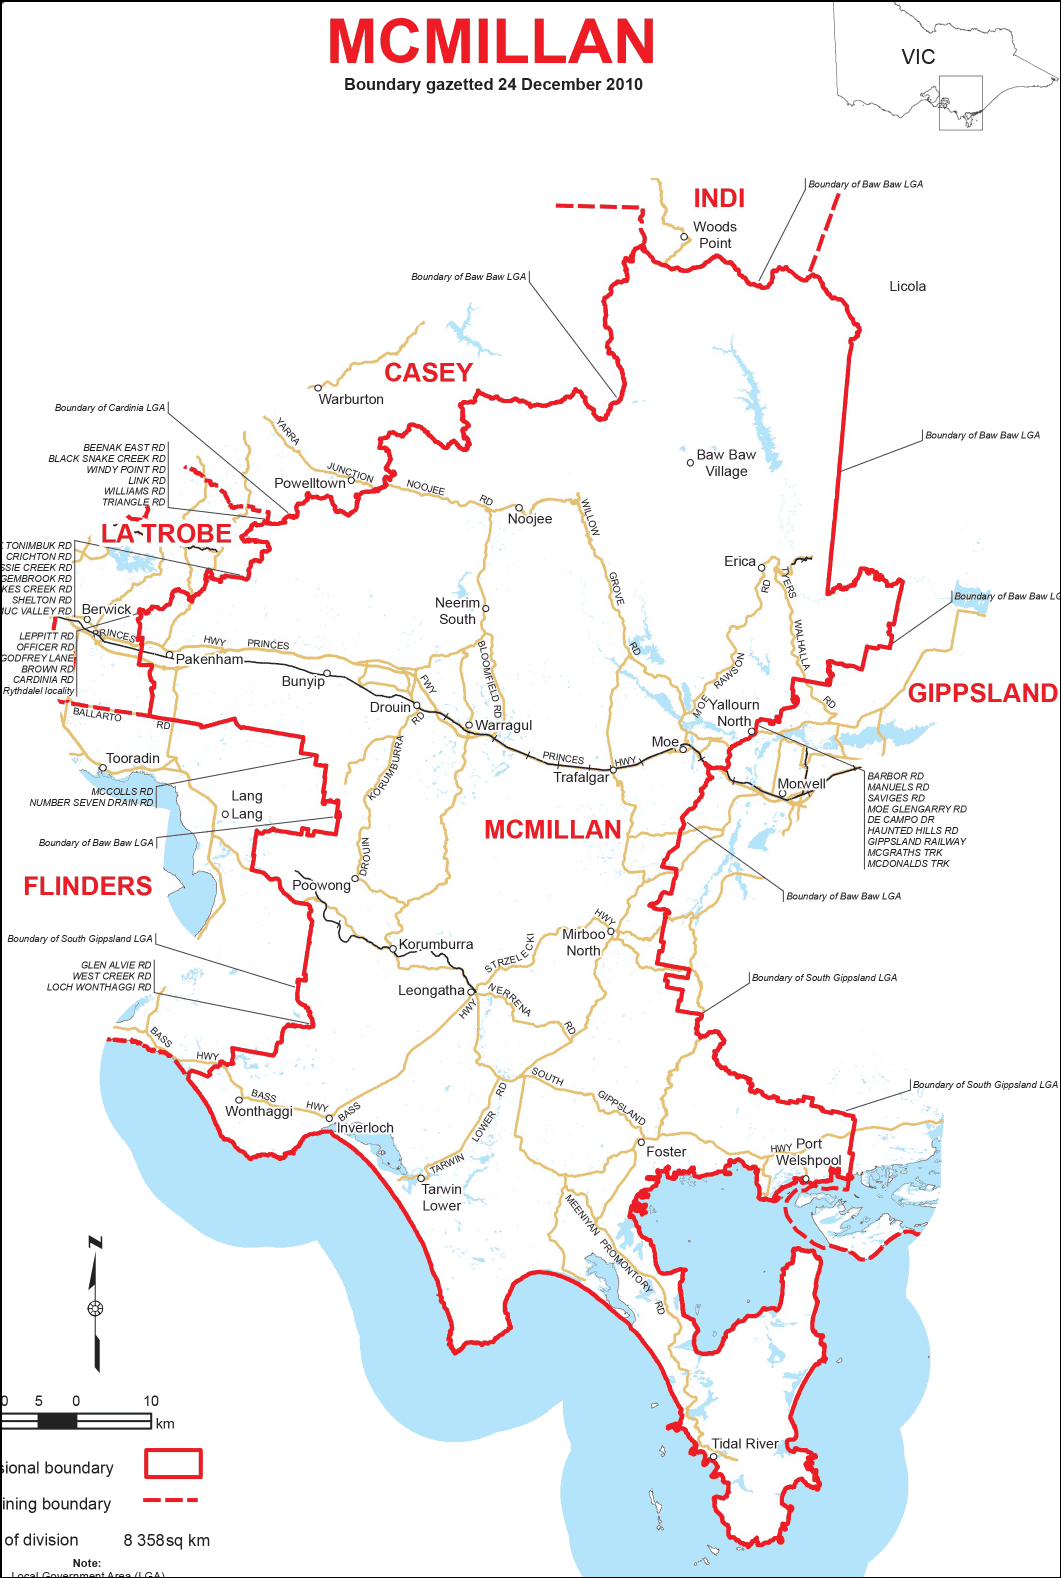 MCMILLAN
Boundary gazetted 24 December 2010
VIC
INDI
Boundary of Baw Baw LGA
Woods
Point
Licola
Boundary of Baw Baw LGA
CASEY
Warburton
Boundary of Cardinia LGA
YARRA
JUNCTION
NOOJEE
RD
Boundary of Baw Baw LGA
BEENAK EAST RD
BLACK SNAKE CREEK RD
WINDY POINT RD
LINK RD
WILLIAMS RD
TRIANGLE RD
Powelltown
Baw Baw
Village
Noojee
WILLOW
GROVE
RD
LA TROBE
TONIMBUK RD
CRICHTON RD
SSIE CREEK RD
GEMBROOK RD
KES CREEK RD
SHELTON RD
MUC VALLEY RD
Berwick
Erica
TYERS
RD
WALHALLA
RD
Boundary of Baw Baw LG
Neerim
South
LEPPITT RD
OFFICER RD
GODFREY LANE
BROWN RD
CARDINIA RD
Rythdalel locality
PRINCES
HWY
PRINCES
Pakenham
Bunyip
FWY
BLOOMFIELD RD
MOE
RAWSON
GIPPSLAND
BALLARTO
RD
Drouin
RD
Warragul
Yallourn
North
Moe
PRINCES
HWY
Trafalgar
Tooradin
KORUMBURRA
DROUIN
Morwell
MCCOLLS RD
NUMBER SEVEN DRAIN RD
Lang
Lang
BARBOR RD
MANUELS RD
SAVIGES RD
MOE GLENGARRY RD
DE CAMPO DR
HAUNTED HILLS RD
GIPPSLAND RAILWAY
MCGRATHS TRK
MCDONALDS TRK
MCMILLAN
Boundary of Baw Baw LGA
FLINDERS
Poowong
Boundary of Baw Baw LGA
Boundary of South Gippsland LGA
Korumburra
HWY
Mirboo
North
STRZELECKI
GLEN ALVIE RD
WEST CREEK RD
LOCH WONTHAGGI RD
Leongatha
HWY
NERRENA
RD
Boundary of South Gippsland LGA
BASS
HWY
BASS
HWY
BASS
Wonthaggi
Inverloch
SOUTH
GIPPSLAND
HWY
Boundary of South Gippsland LGA
RD
LOWER
TARWIN
Foster
Port
Welshpool
Tarwin
Lower
MEENIYAN
PROMONTORY
RD
Tidal River
N
0
5
0
10
km
sional boundary
ining boundary
of division
8 358sq km
Note:
Local Government Area (LGA)